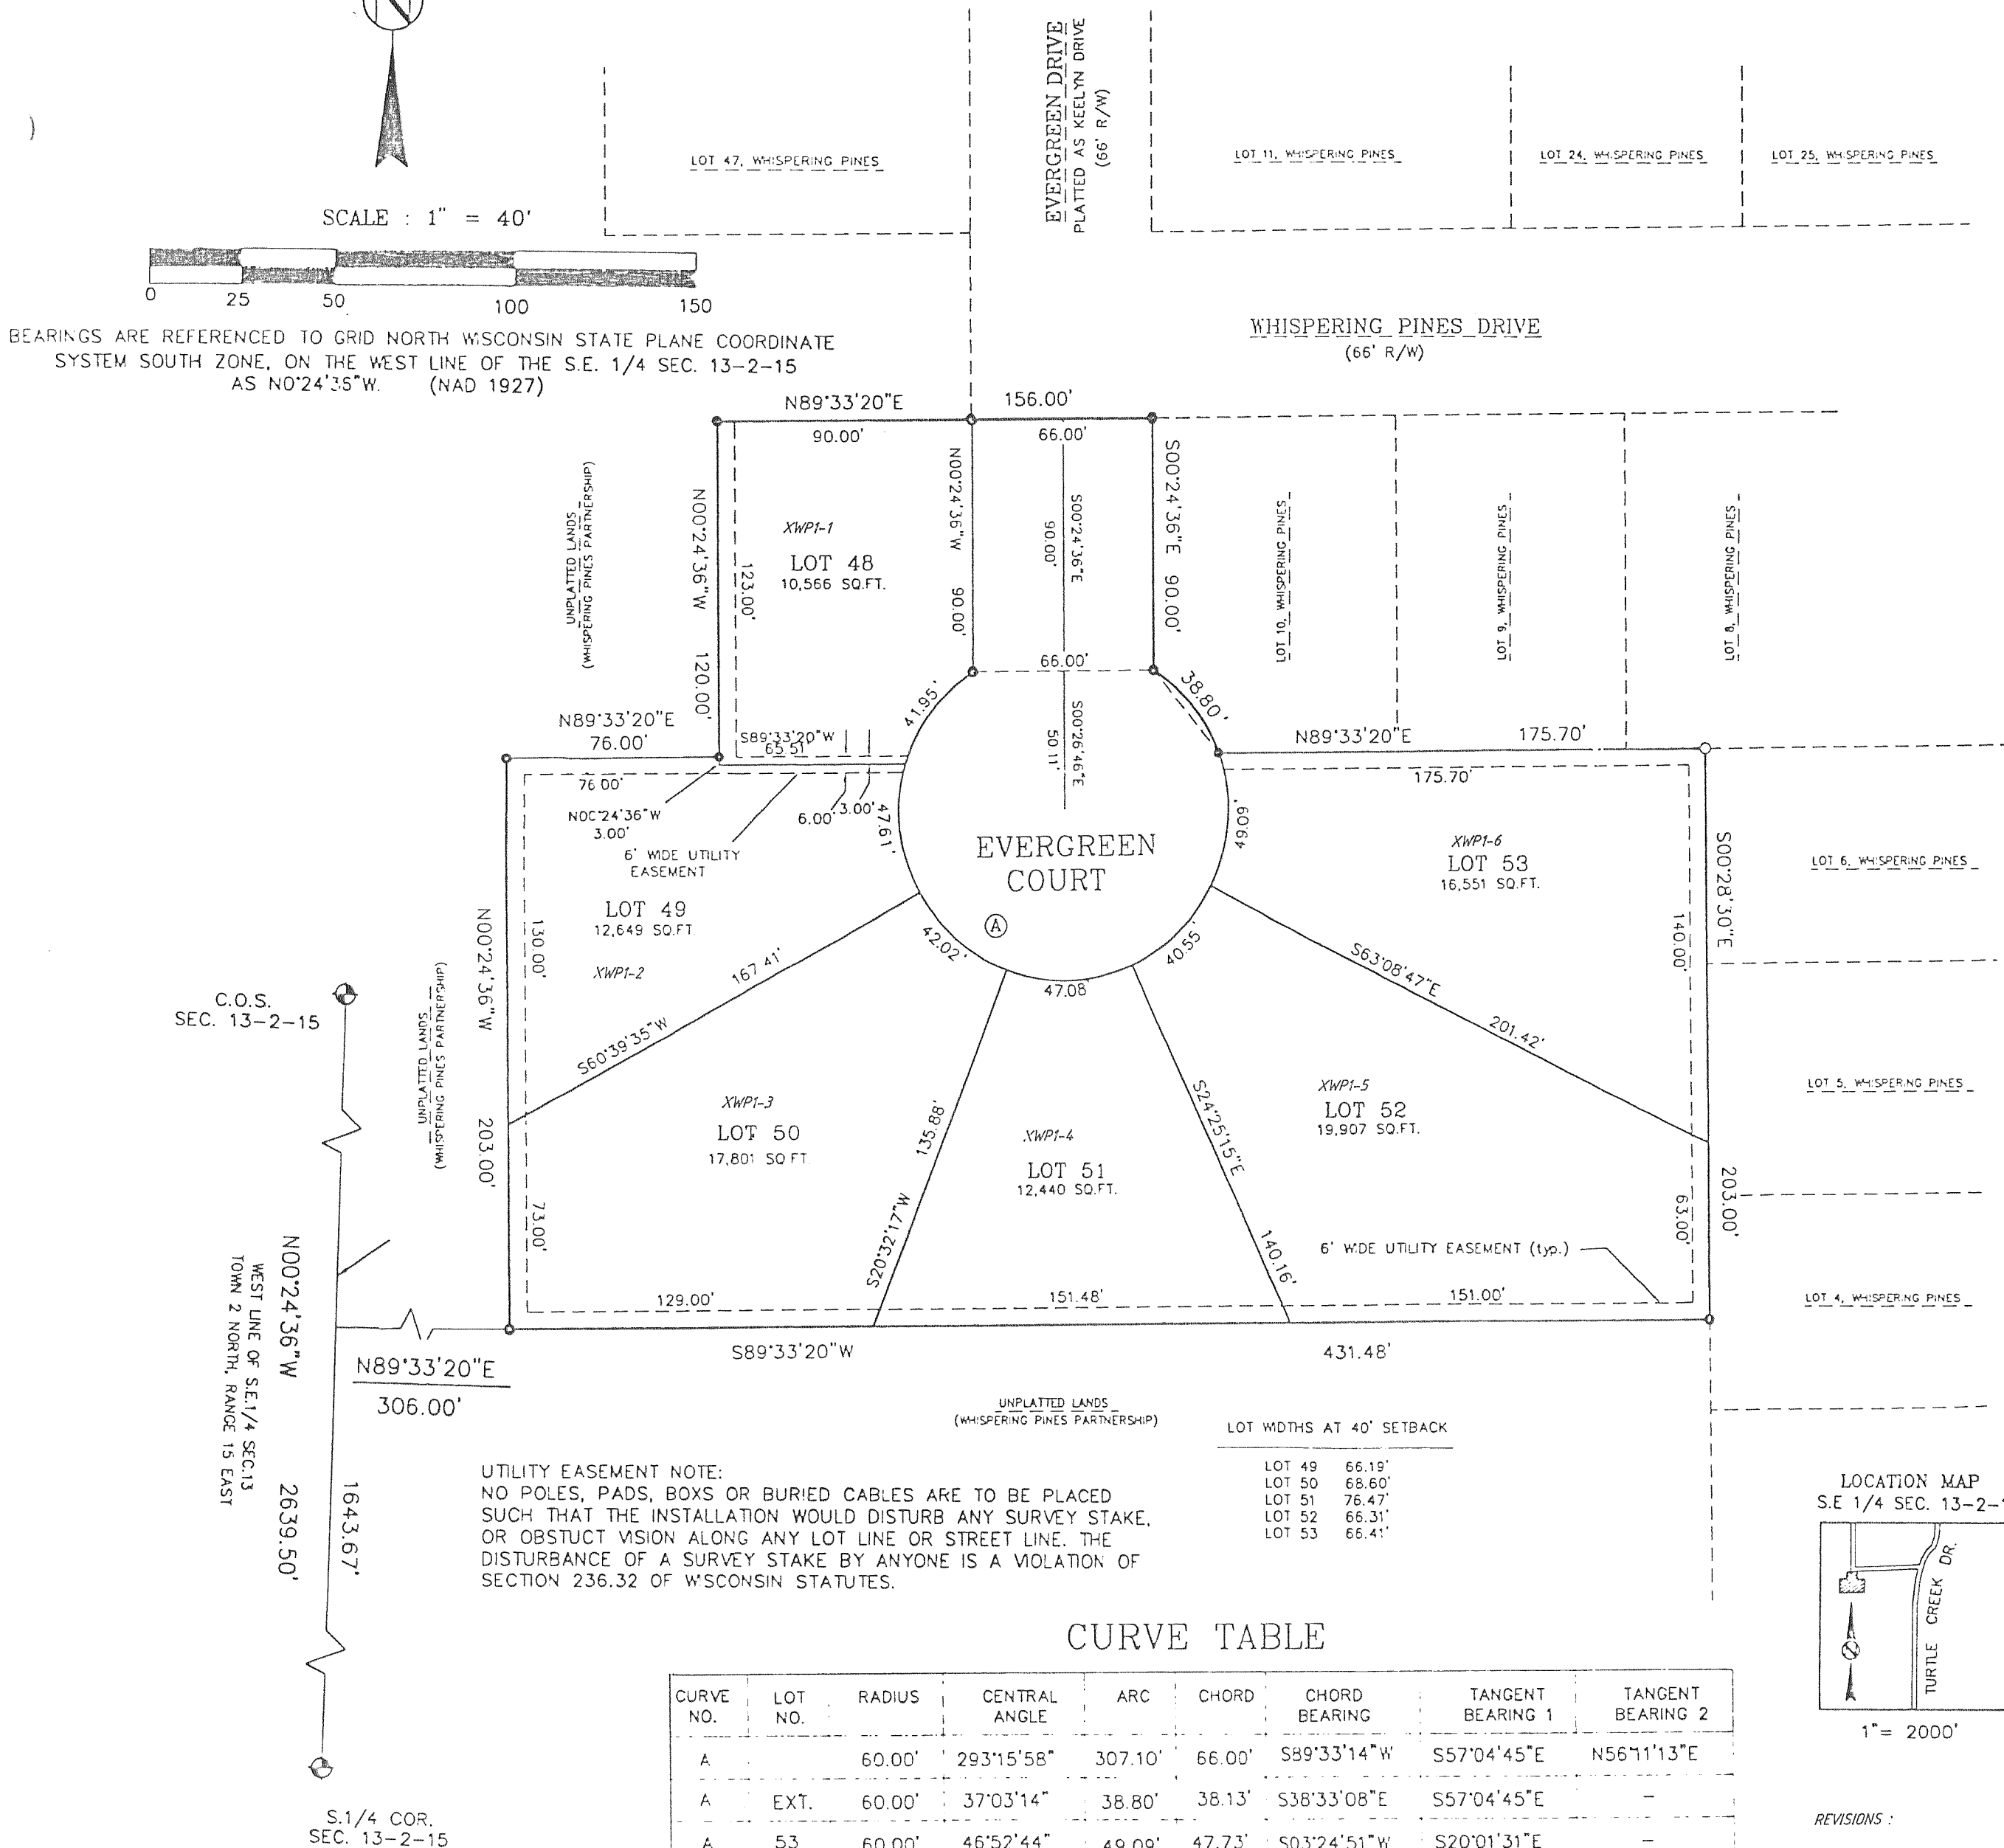 N
EVERGREEN DRIVE
PLATTED AS KEELYN DRIVE
(66' R/W)
LOT 47, WHISPERING PINES
LOT 11, WHISPERING PINES
LOT 24, WHISPERING PINES
LOT 25, WHISPERING PINES
SCALE : 1" = 40'
0 25 50 100 150
BEARINGS ARE REFERENCED TO GRID NORTH WISCONSIN STATE PLANE COORDINATE
SYSTEM SOUTH ZONE, ON THE WEST LINE OF THE S.E. 1/4 SEC. 13-2-15
AS N0°24'36"W. (NAD 1927)
WHISPERING PINES DRIVE
(66' R/W)
N89°33'20"E 156.00'
90.00'
66.00'
UNPLATTED LANDS
(WHISPERING PINES PARTNERSHIP)
N00°24'36"W 120.00'
123.00'
XWP1-1
LOT 48
10,566 SQ.FT.
N00°24'36"W 90.00'
S00°24'36"E
90.00'
S00°24'36"E 90.00'
LOT 10, WHISPERING PINES
LOT 9, WHISPERING PINES
LOT 8, WHISPERING PINES
66.00'
41.95'
38.80'
S00°26'46"E
50.11'
N89°33'20"E
76.00'
S89°33'20"W
65.51'
N89°33'20"E 175.70'
76.00'
175.70'
N00°24'36"W
3.00'
6.00'
3.00'
47.61'
49.09'
6' WIDE UTILITY
EASEMENT
EVERGREEN
COURT
A
XWP1-6
LOT 53
16,551 SQ.FT.
S00°28'30"E 203.00'
LOT 6, WHISPERING PINES
LOT 49
12,649 SQ.FT.
XWP1-2
N00°24'36"W 203.00'
130.00'
42.02'
40.55'
47.08'
140.00'
S60°39'35"W 167.41'
S63°08'47"E 201.42'
C.O.S.
SEC. 13-2-15
UNPLATTED LANDS
(WHISPERING PINES PARTNERSHIP)
XWP1-3
LOT 50
17,801 SQ FT.
XWP1-4
LOT 51
12,440 SQ.FT.
XWP1-5
LOT 52
19,907 SQ.FT.
LOT 5, WHISPERING PINES
S20°32'17"W 135.88'
S24°25'15"E 140.16'
73.00'
63.00'
6' WIDE UTILITY EASEMENT (typ.)
LOT 4, WHISPERING PINES
129.00'
151.48'
151.00'
S89°33'20"W 431.48'
N89°33'20"E
306.00'
N00°24'36"W 2639.50'
WEST LINE OF S.E.1/4 SEC.13
TOWN 2 NORTH, RANGE 15 EAST
1643.67'
UNPLATTED LANDS
(WHISPERING PINES PARTNERSHIP)
LOT WIDTHS AT 40' SETBACK
LOT 49 66.19'
LOT 50 68.60'
LOT 51 76.47'
LOT 52 66.31'
LOT 53 66.41'
UTILITY EASEMENT NOTE:
NO POLES, PADS, BOXS OR BURIED CABLES ARE TO BE PLACED
SUCH THAT THE INSTALLATION WOULD DISTURB ANY SURVEY STAKE,
OR OBSTUCT VISION ALONG ANY LOT LINE OR STREET LINE. THE
DISTURBANCE OF A SURVEY STAKE BY ANYONE IS A VIOLATION OF
SECTION 236.32 OF WISCONSIN STATUTES.
LOCATION MAP
S.E 1/4 SEC. 13-2-
TURTLE CREEK DR.
1"= 2000'
CURVE TABLE
CURVE NO. LOT NO. RADIUS CENTRAL ANGLE ARC CHORD CHORD BEARING TANGENT BEARING 1 TANGENT BEARING 2
A 60.00' 293°15'58" 307.10' 66.00' S89°33'14"W S57°04'45"E N56°11'13"E
A EXT. 60.00' 37°03'14" 38.80' 38.13' S38°33'08"E S57°04'45"E -
A 53 60.00' 46°52'44" 49.09' 47.73' S03°24'51"W S20°01'31"E -
S.1/4 COR.
SEC. 13-2-15
REVISIONS :